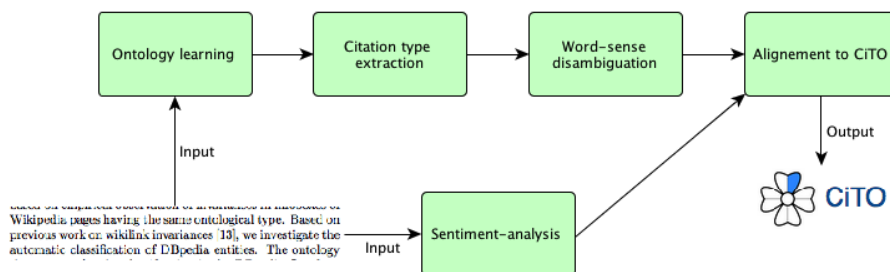 Ontology learning
Citation type
extraction
Word-sense
disambiguation
Alignement to CiTO
Input
Output
CiTO
Wikipedia pages having the same ontological type. Based on
previous work on wikilink invariances [13], we investigate the
automatic classification of DBpedia entities. The ontology
Input
Sentiment-analysis